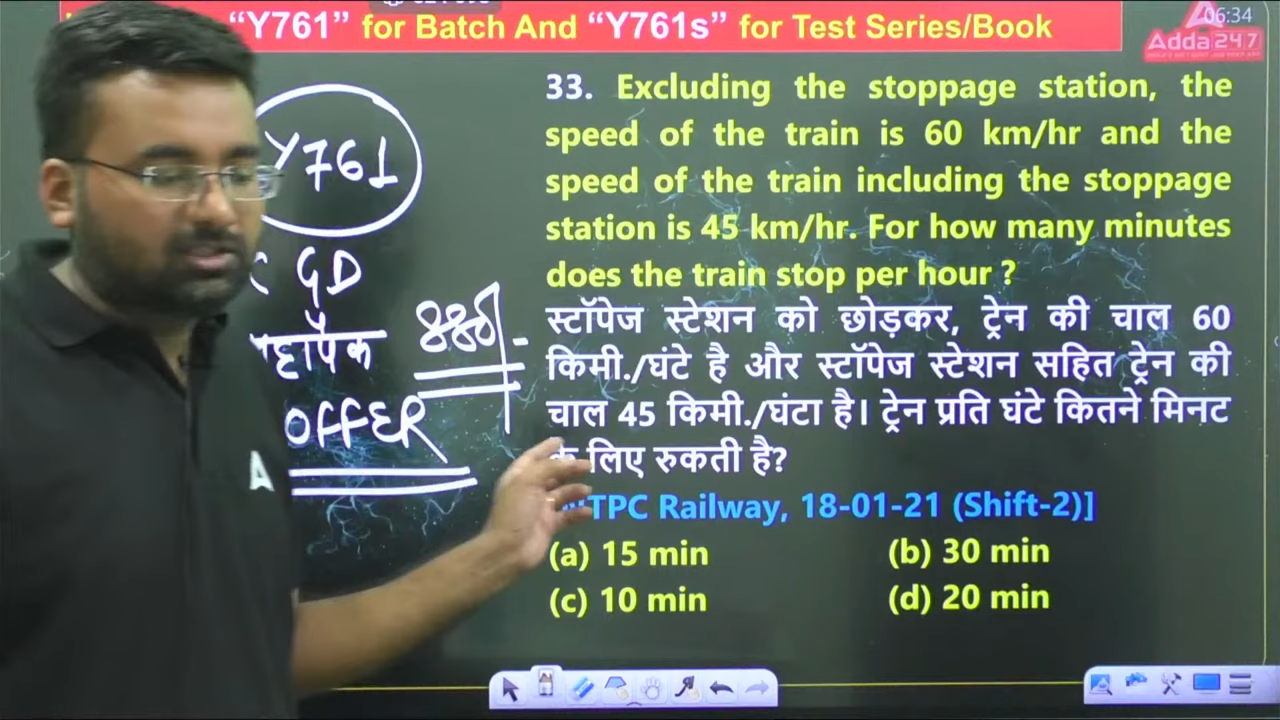 "Y761" for Batch And "Y761s" for Test Series/Book
06:34
Adda247
Y761
33. Excluding the stoppage station, the
speed of the train is 60 km/hr and the
speed of the train including the stoppage
station is 45 km/hr. For how many minutes
does the train stop per hour ?
GD
880/-
OFFER
स्टॉपेज स्टेशन को छोड़कर, ट्रेन की चाल 60
किमी./घंटे है और स्टॉपेज स्टेशन सहित ट्रेन की
चाल 45 किमी./घंटा है। ट्रेन प्रति घंटे कितने मिनट
के लिए रुकती है?
TPC Railway, 18-01-21 (Shift-2)]
(a) 15 min
(b) 30 min
(c) 10 min
(d) 20 min